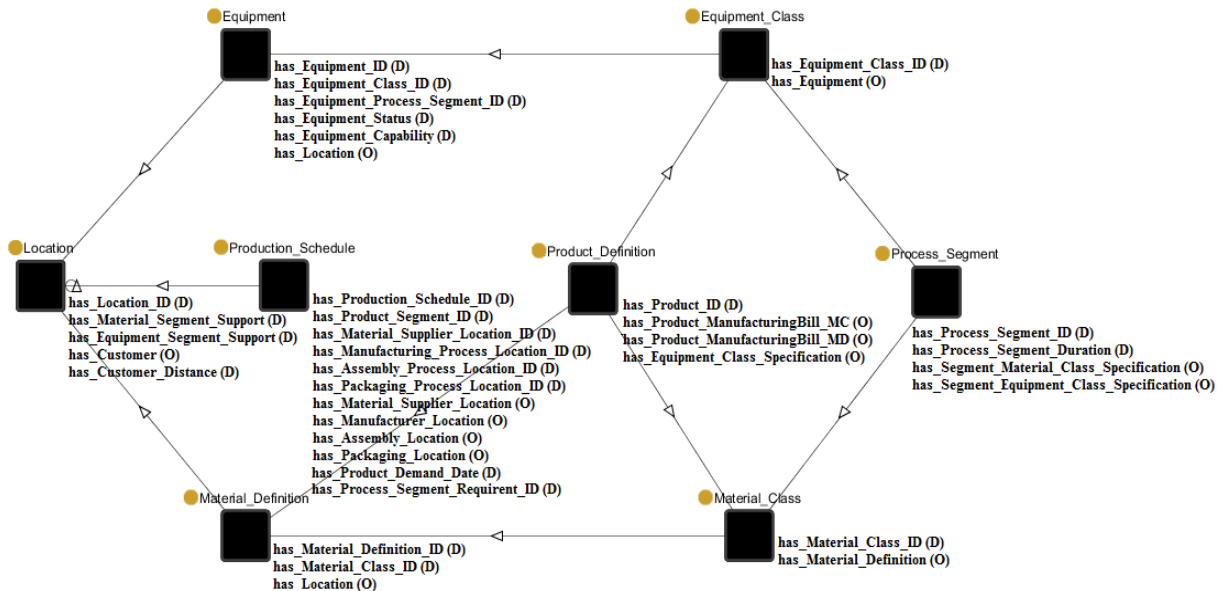 Equipment
has_Equipment_ID (D)
has_Equipment_Class_ID (D)
has_Equipment_Process_Segment_ID (D)
has_Equipment_Status (D)
has_Equipment_Capability (D)
has_Location (O)
Equipment_Class
has_Equipment_Class_ID (D)
has_Equipment (O)
Location
has_Location_ID (D)
has_Material_Segment_Support (D)
has_Equipment_Segment_Support (D)
has_Customer (O)
has_Customer_Distance (D)
Production_Schedule
has_Production_Schedule_ID (D)
has_Product_Segment_ID (D)
has_Material_Supplier_Location_ID (D)
has_Manufacturing_Process_Location_ID (D)
has_Assembly_Process_Location_ID (D)
has_Packaging_Process_Location_ID (D)
has_Material_Supplier_Location (O)
has_Manufacturer_Location (O)
has_Assembly_Location (O)
has_Packaging_Location (O)
has_Product_Demand_Date (D)
has_Process_Segment_Requirent_ID (D)
Product_Definition
has_Product_ID (D)
has_Product_ManufacturingBill_MC (O)
has_Product_ManufacturingBill_MD (O)
has_Equipment_Class_Specification (O)
Process_Segment
has_Process_Segment_ID (D)
has_Process_Segment_Duration (D)
has_Segment_Material_Class_Specification (O)
has_Segment_Equipment_Class_Specification (O)
Material_Definition
has_Material_Definition_ID (D)
has_Material_Class_ID (D)
has_Location (O)
Material_Class
has_Material_Class_ID (D)
has_Material_Definition (O)